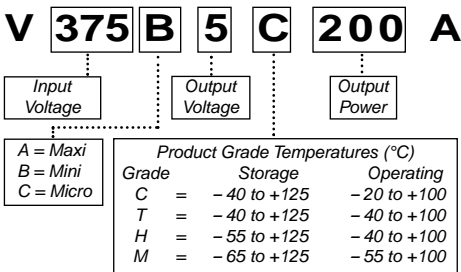 V 375 B 5 C 200 A
Input Voltage
Output Voltage
Output Power
A = Maxi
B = Mini
C = Micro
Product Grade Temperatures (°C)
Grade Storage Operating
C = – 40 to +125 – 20 to +100
T = – 40 to +125 – 40 to +100
H = – 55 to +125 – 40 to +100
M = – 65 to +125 – 55 to +100